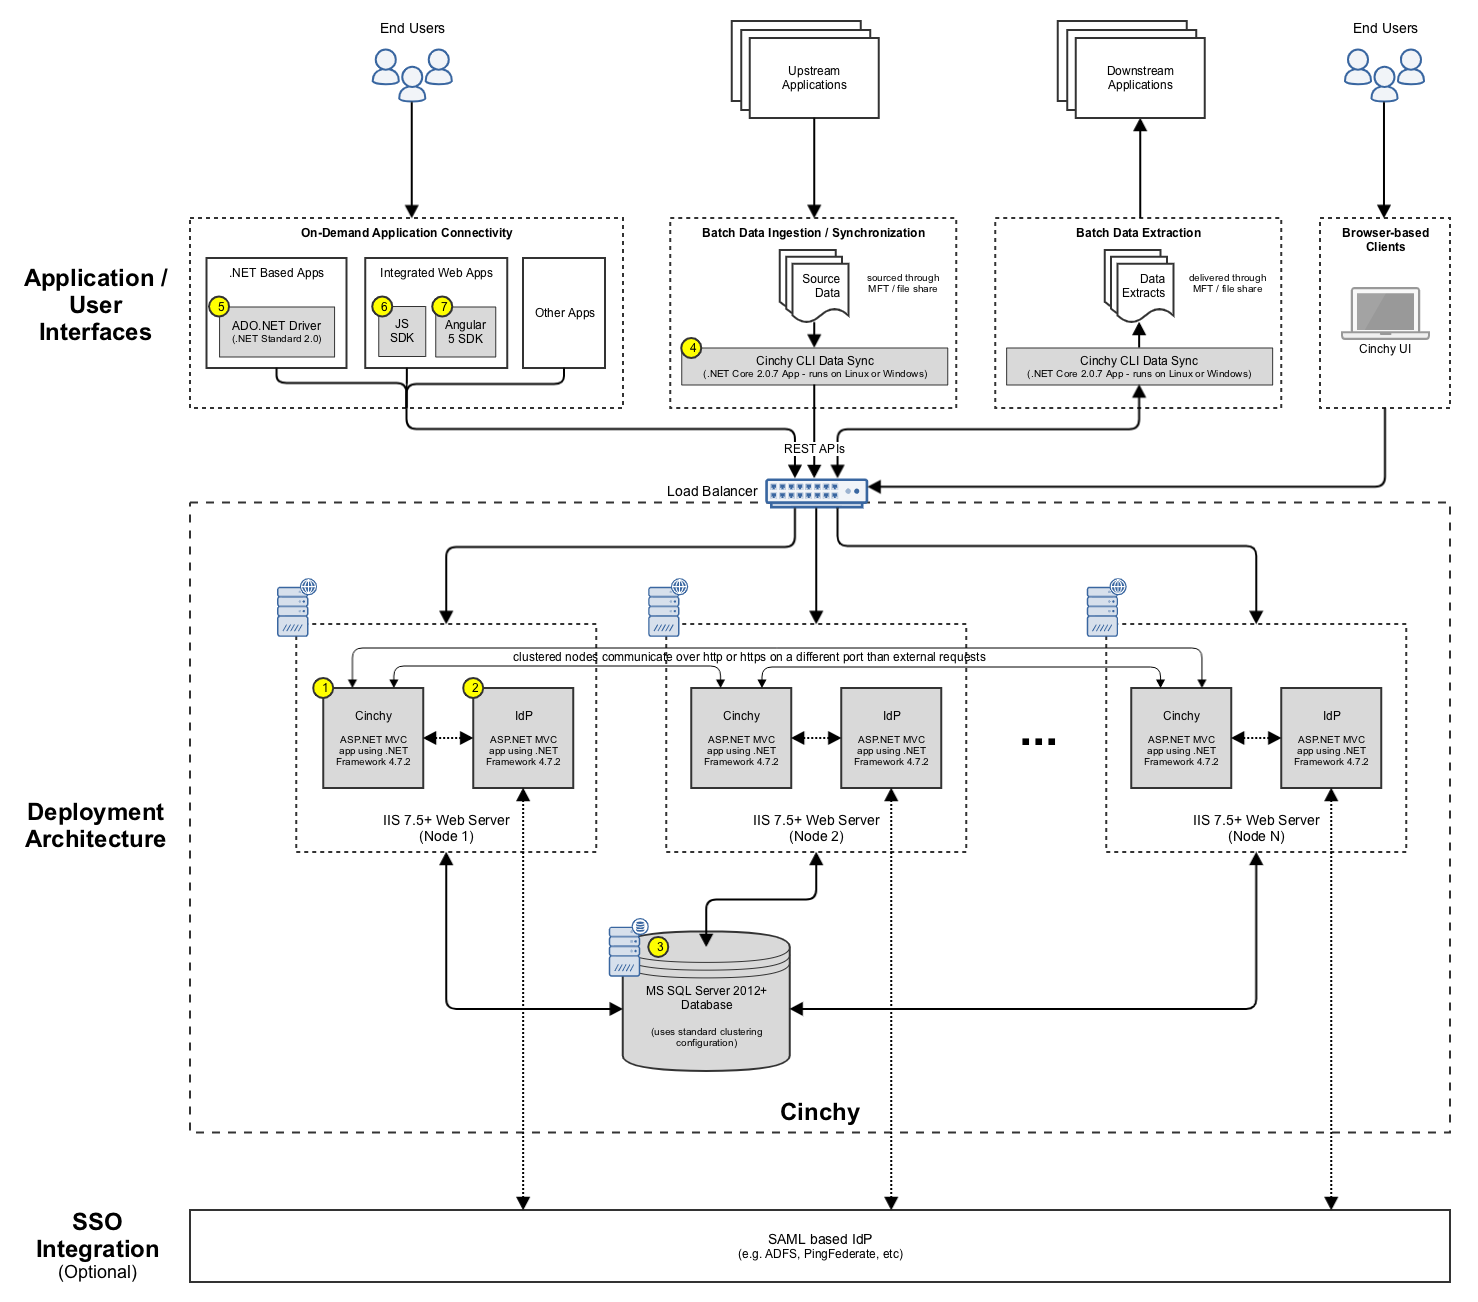 End Users
Upstream
Applications
Downstream
Applications
End Users
Application /
User
Interfaces
On-Demand Application Connectivity
.NET Based Apps
5
ADO.NET Driver
(.NET Standard 2.0)
Integrated Web Apps
6
JS
SDK
7
Angular
5 SDK
Other Apps
Batch Data Ingestion / Synchronization
Source
Data
sourced through
MFT / file share
4
Cinchy CLI Data Sync
(.NET Core 2.0.7 App - runs on Linux or Windows)
Batch Data Extraction
Data
Extracts
delivered through
MFT / file share
Cinchy CLI Data Sync
(.NET Core 2.0.7 App - runs on Linux or Windows)
Browser-based
Clients
Cinchy UI
REST APIs
Load Balancer
Deployment
Architecture
clustered nodes communicate over http or https on a different port than external requests
1
Cinchy
ASP.NET MVC
app using .NET
Framework 4.7.2
2
IdP
ASP.NET MVC
app using .NET
Framework 4.7.2
IIS 7.5+ Web Server
(Node 1)
Cinchy
ASP.NET MVC
app using .NET
Framework 4.7.2
IdP
ASP.NET MVC
app using .NET
Framework 4.7.2
IIS 7.5+ Web Server
(Node 2)
...
Cinchy
ASP.NET MVC
app using .NET
Framework 4.7.2
IdP
ASP.NET MVC
app using .NET
Framework 4.7.2
IIS 7.5+ Web Server
(Node N)
3
MS SQL Server 2012+
Database
(uses standard clustering
configuration)
Cinchy
SSO
Integration
(Optional)
SAML based IdP
(e.g. ADFS, PingFederate, etc)